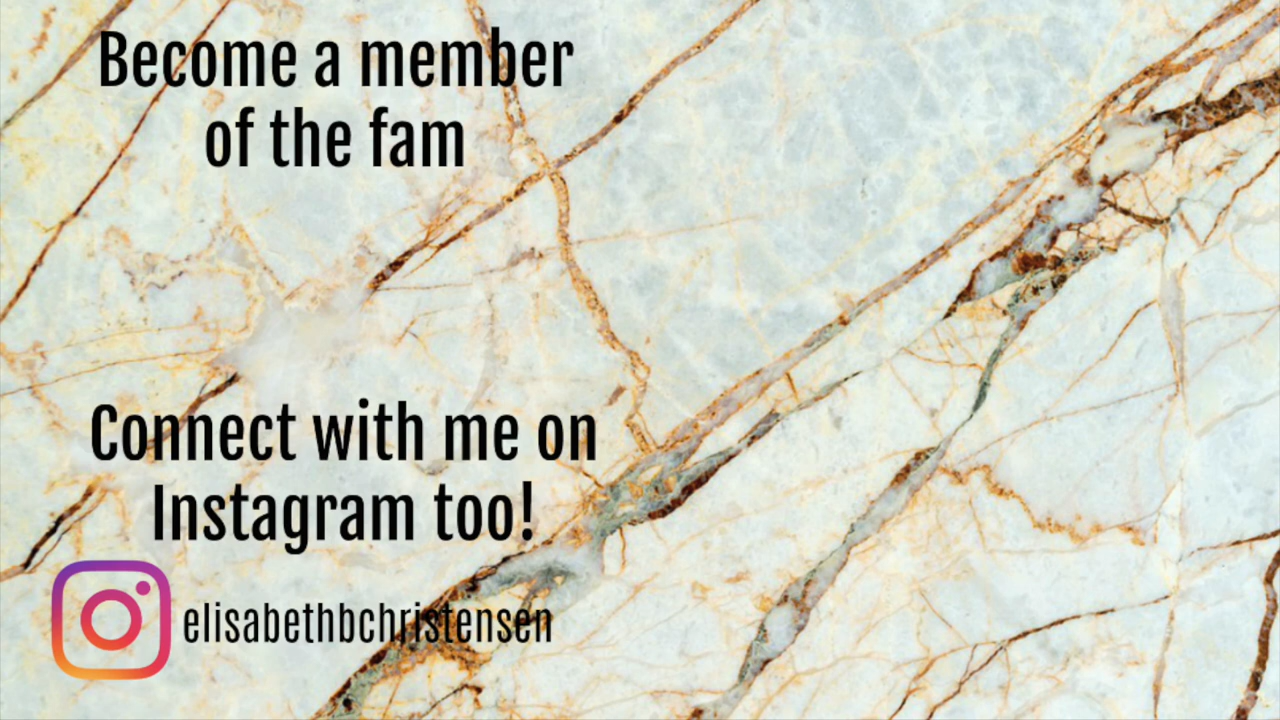 Become a member
of the fam
Connect with me on
Instagram too!
elisabethbchristensen